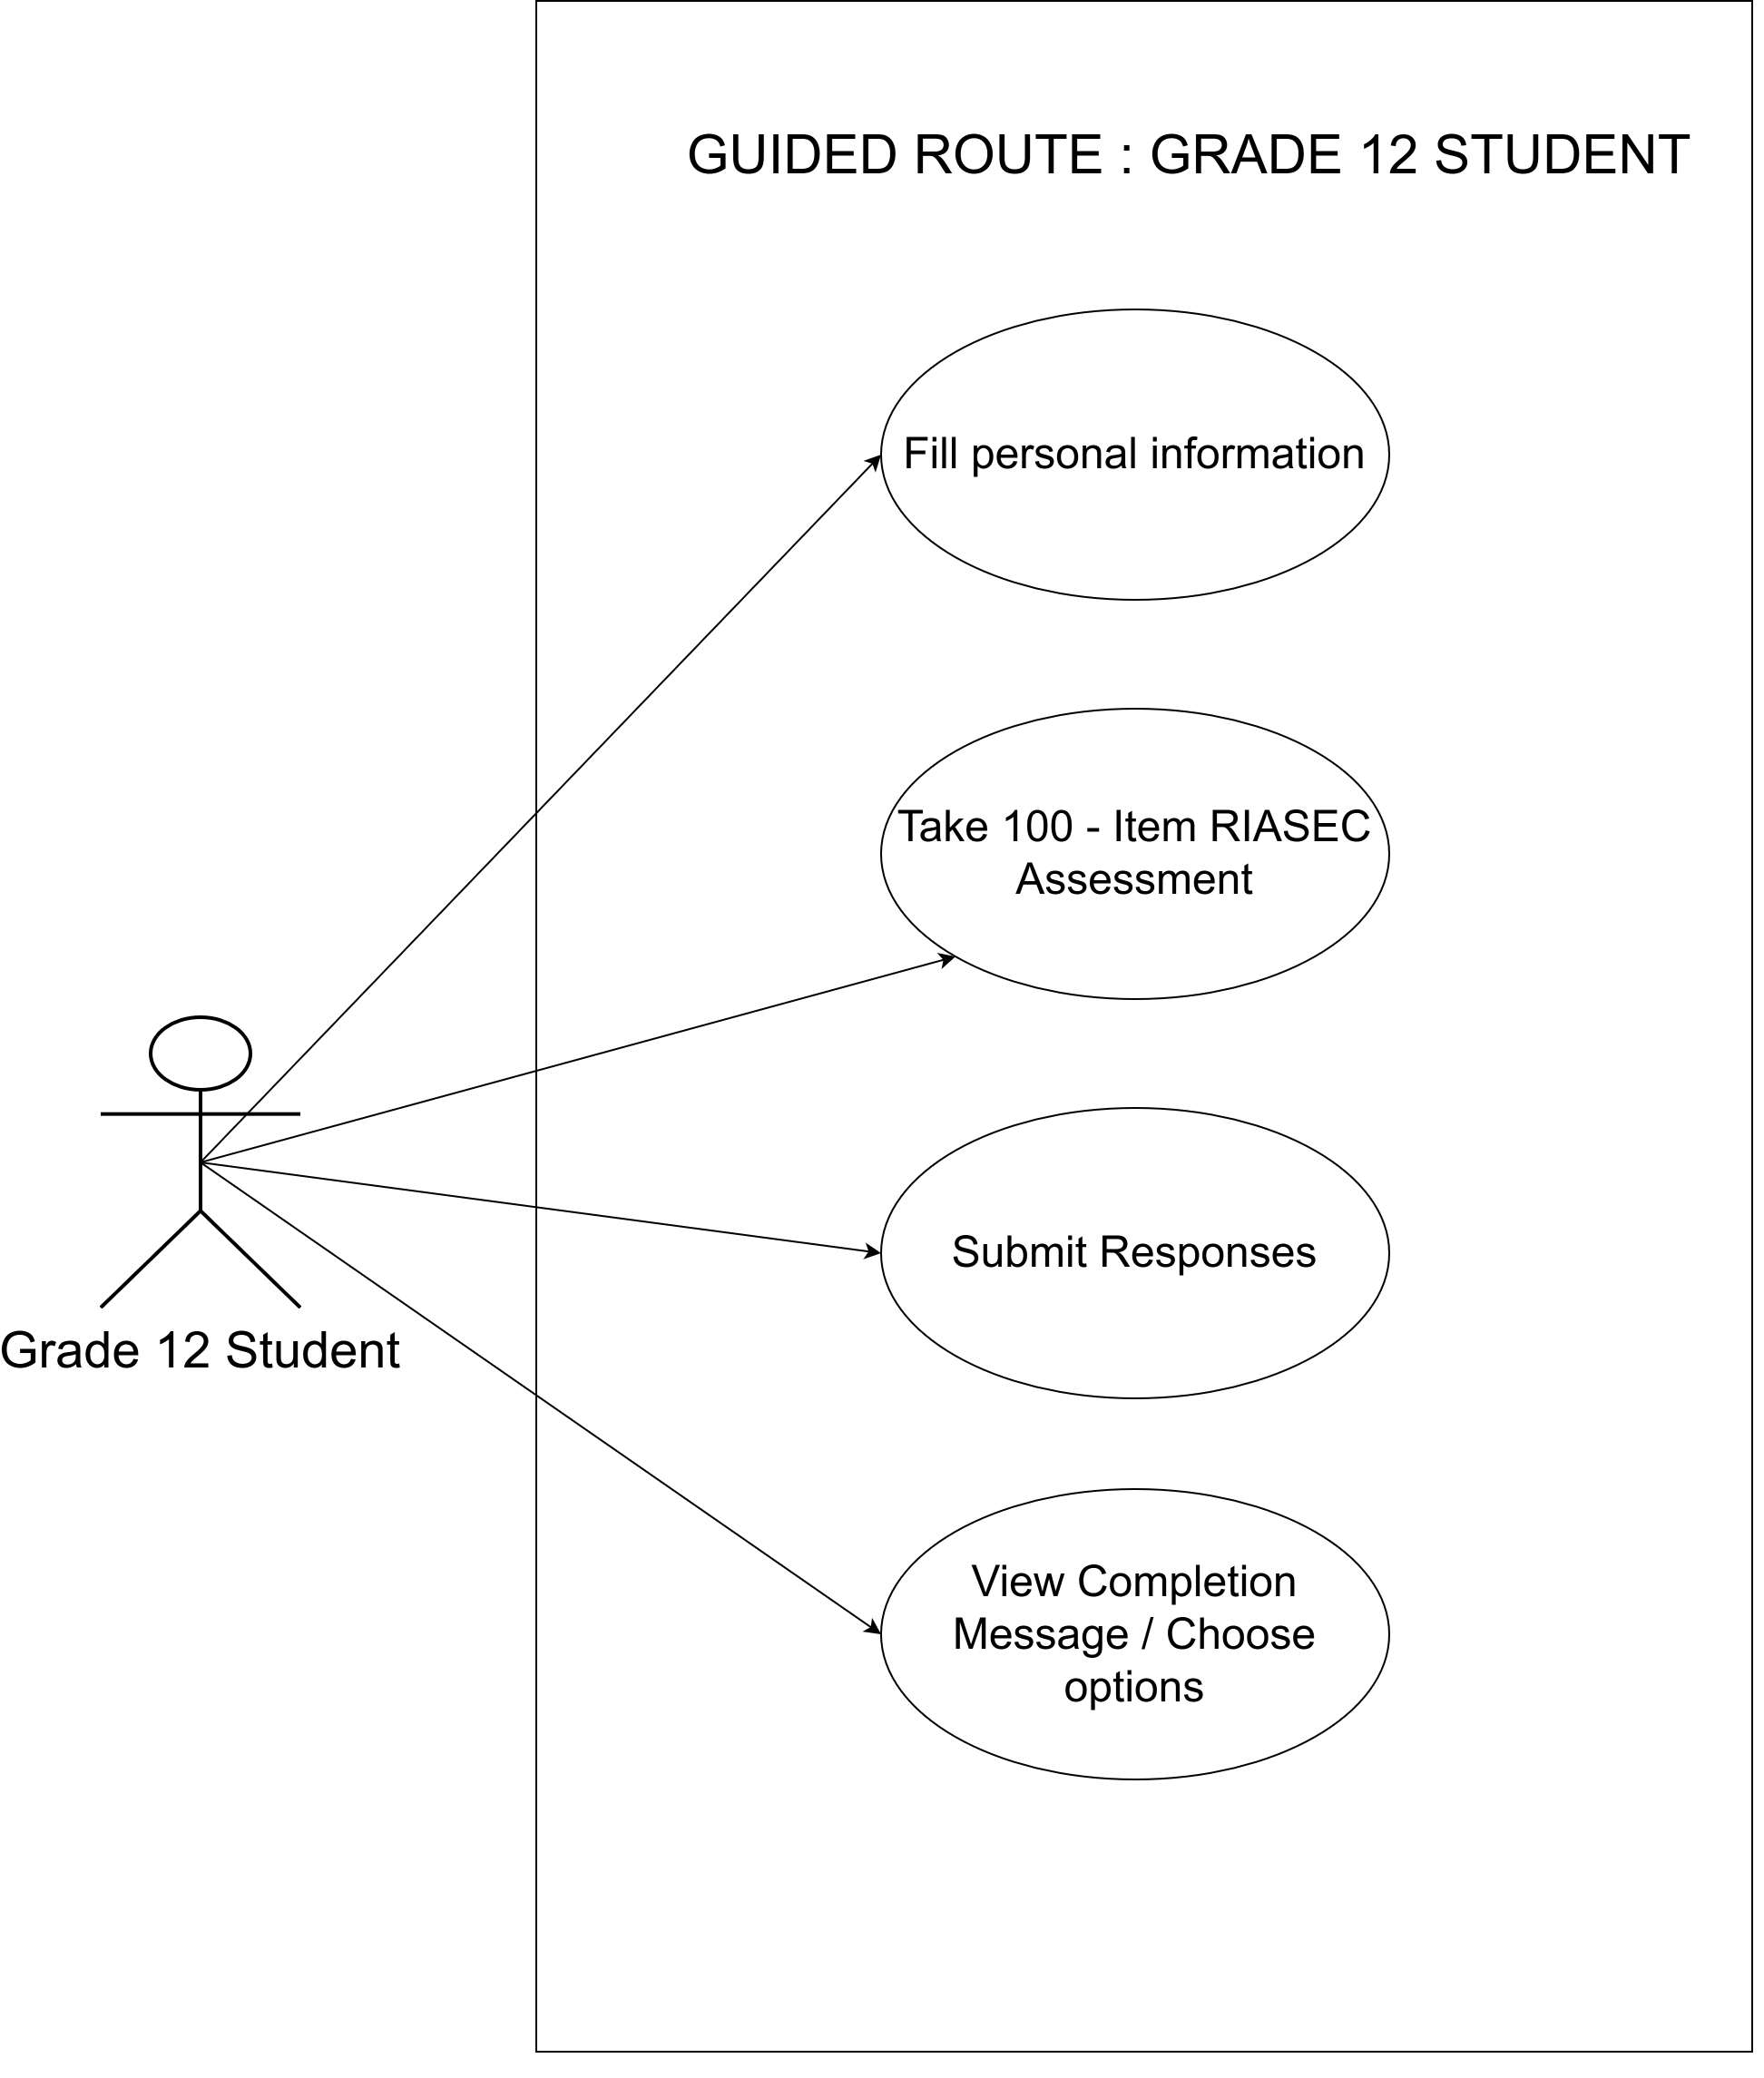 GUIDED ROUTE : GRADE 12 STUDENT
Fill personal information
Take 100 - Item RIASEC
Assessment
Submit Responses
Grade 12 Student
View Completion
Message / Choose
options